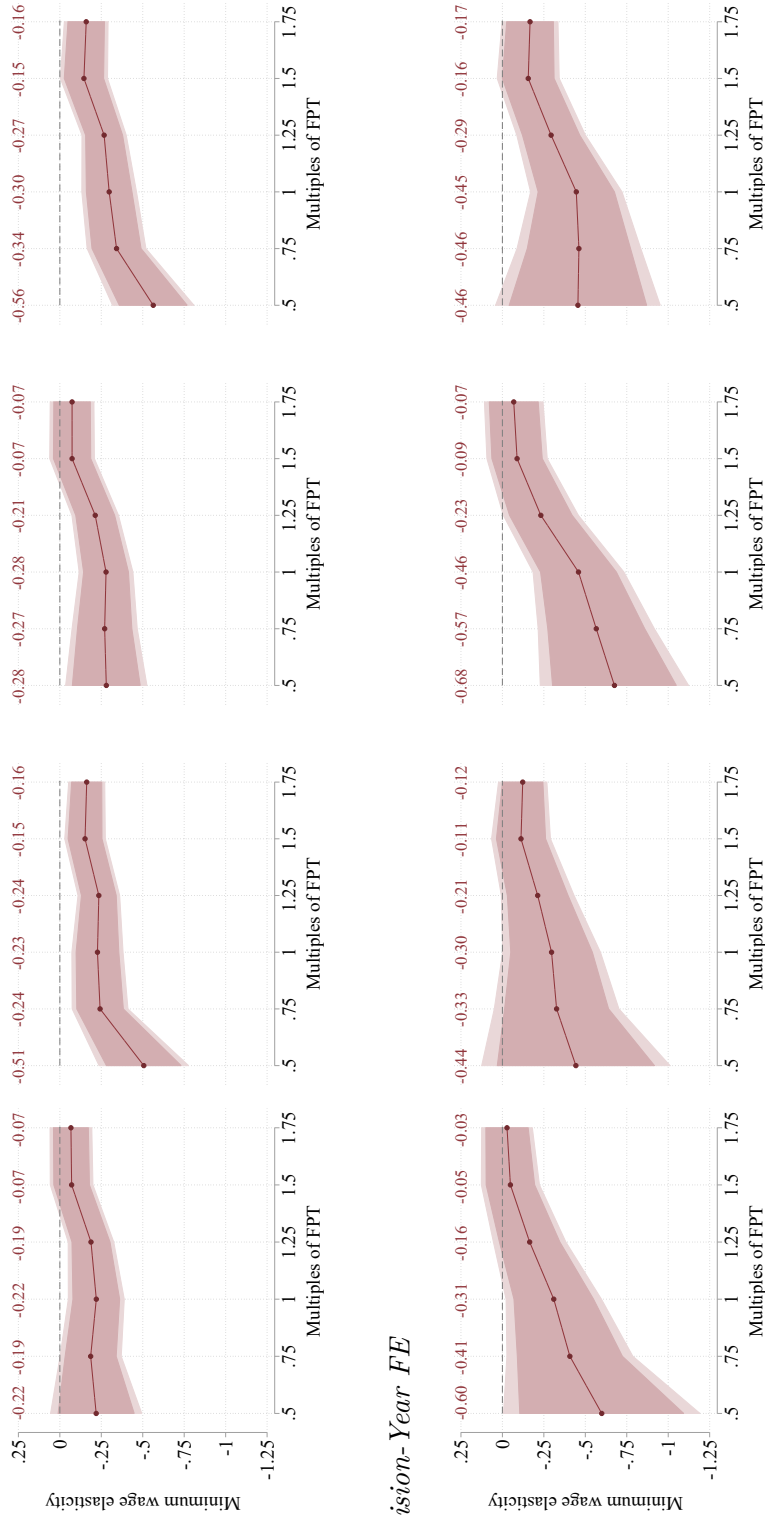 -0.22 -0.19 -0.22 -0.19 -0.07 -0.07
.25
0
-.25
-.5
-.75
-1
-1.25
Minimum wage elasticity
.5 .75 1 1.25 1.5 1.75
Multiples of FPT
-0.51 -0.24 -0.23 -0.24 -0.15 -0.16
.5 .75 1 1.25 1.5 1.75
Multiples of FPT
-0.28 -0.27 -0.28 -0.21 -0.07 -0.07
.5 .75 1 1.25 1.5 1.75
Multiples of FPT
-0.56 -0.34 -0.30 -0.27 -0.15 -0.16
.5 .75 1 1.25 1.5 1.75
Multiples of FPT
ision-Year FE
-0.60 -0.41 -0.31 -0.16 -0.05 -0.03
.25
0
-.25
-.5
-.75
-1
-1.25
Minimum wage elasticity
.5 .75 1 1.25 1.5 1.75
Multiples of FPT
-0.44 -0.33 -0.30 -0.21 -0.11 -0.12
.5 .75 1 1.25 1.5 1.75
Multiples of FPT
-0.68 -0.57 -0.46 -0.23 -0.09 -0.07
.5 .75 1 1.25 1.5 1.75
Multiples of FPT
-0.46 -0.46 -0.45 -0.29 -0.16 -0.17
.5 .75 1 1.25 1.5 1.75
Multiples of FPT